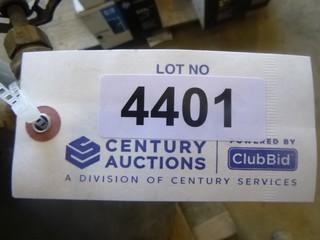 LOT NO
4401
CENTURY AUCTIONS
POWERED BY
ClubBid
A DIVISION OF CENTURY SERVICES